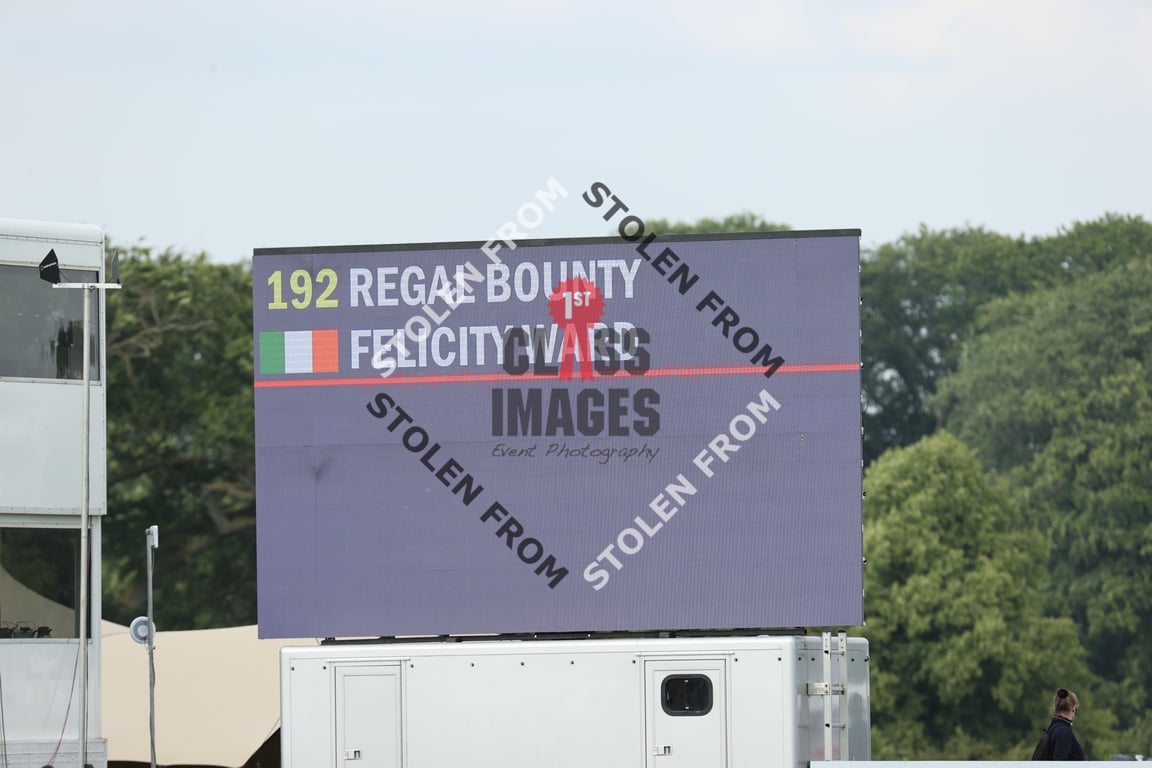 192 REGAL BOUNTY
FELICITY WARD
STOLEN FROM
STOLEN FROM
1ST
CLASS
IMAGES
Event Photography
STOLEN FROM
STOLEN FROM